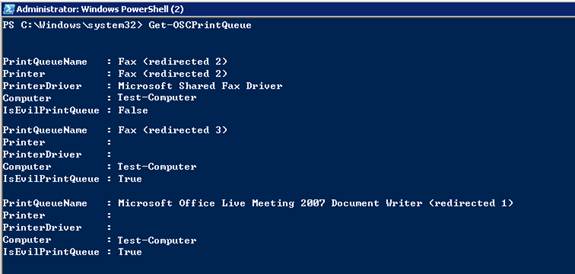 Administrator: Windows PowerShell (2)
PS C:\Windows\system32> Get-OSCPrintQueue
PrintQueueName : Fax (redirected 2)
Printer : Fax (redirected 2)
PrinterDriver : Microsoft Shared Fax Driver
Computer : Test-Computer
IsEvilPrintQueue : False
PrintQueueName : Fax (redirected 3)
Printer :
PrinterDriver :
Computer : Test-Computer
IsEvilPrintQueue : True
PrintQueueName : Microsoft Office Live Meeting 2007 Document Writer (redirected 1)
Printer :
PrinterDriver :
Computer : Test-Computer
IsEvilPrintQueue : True